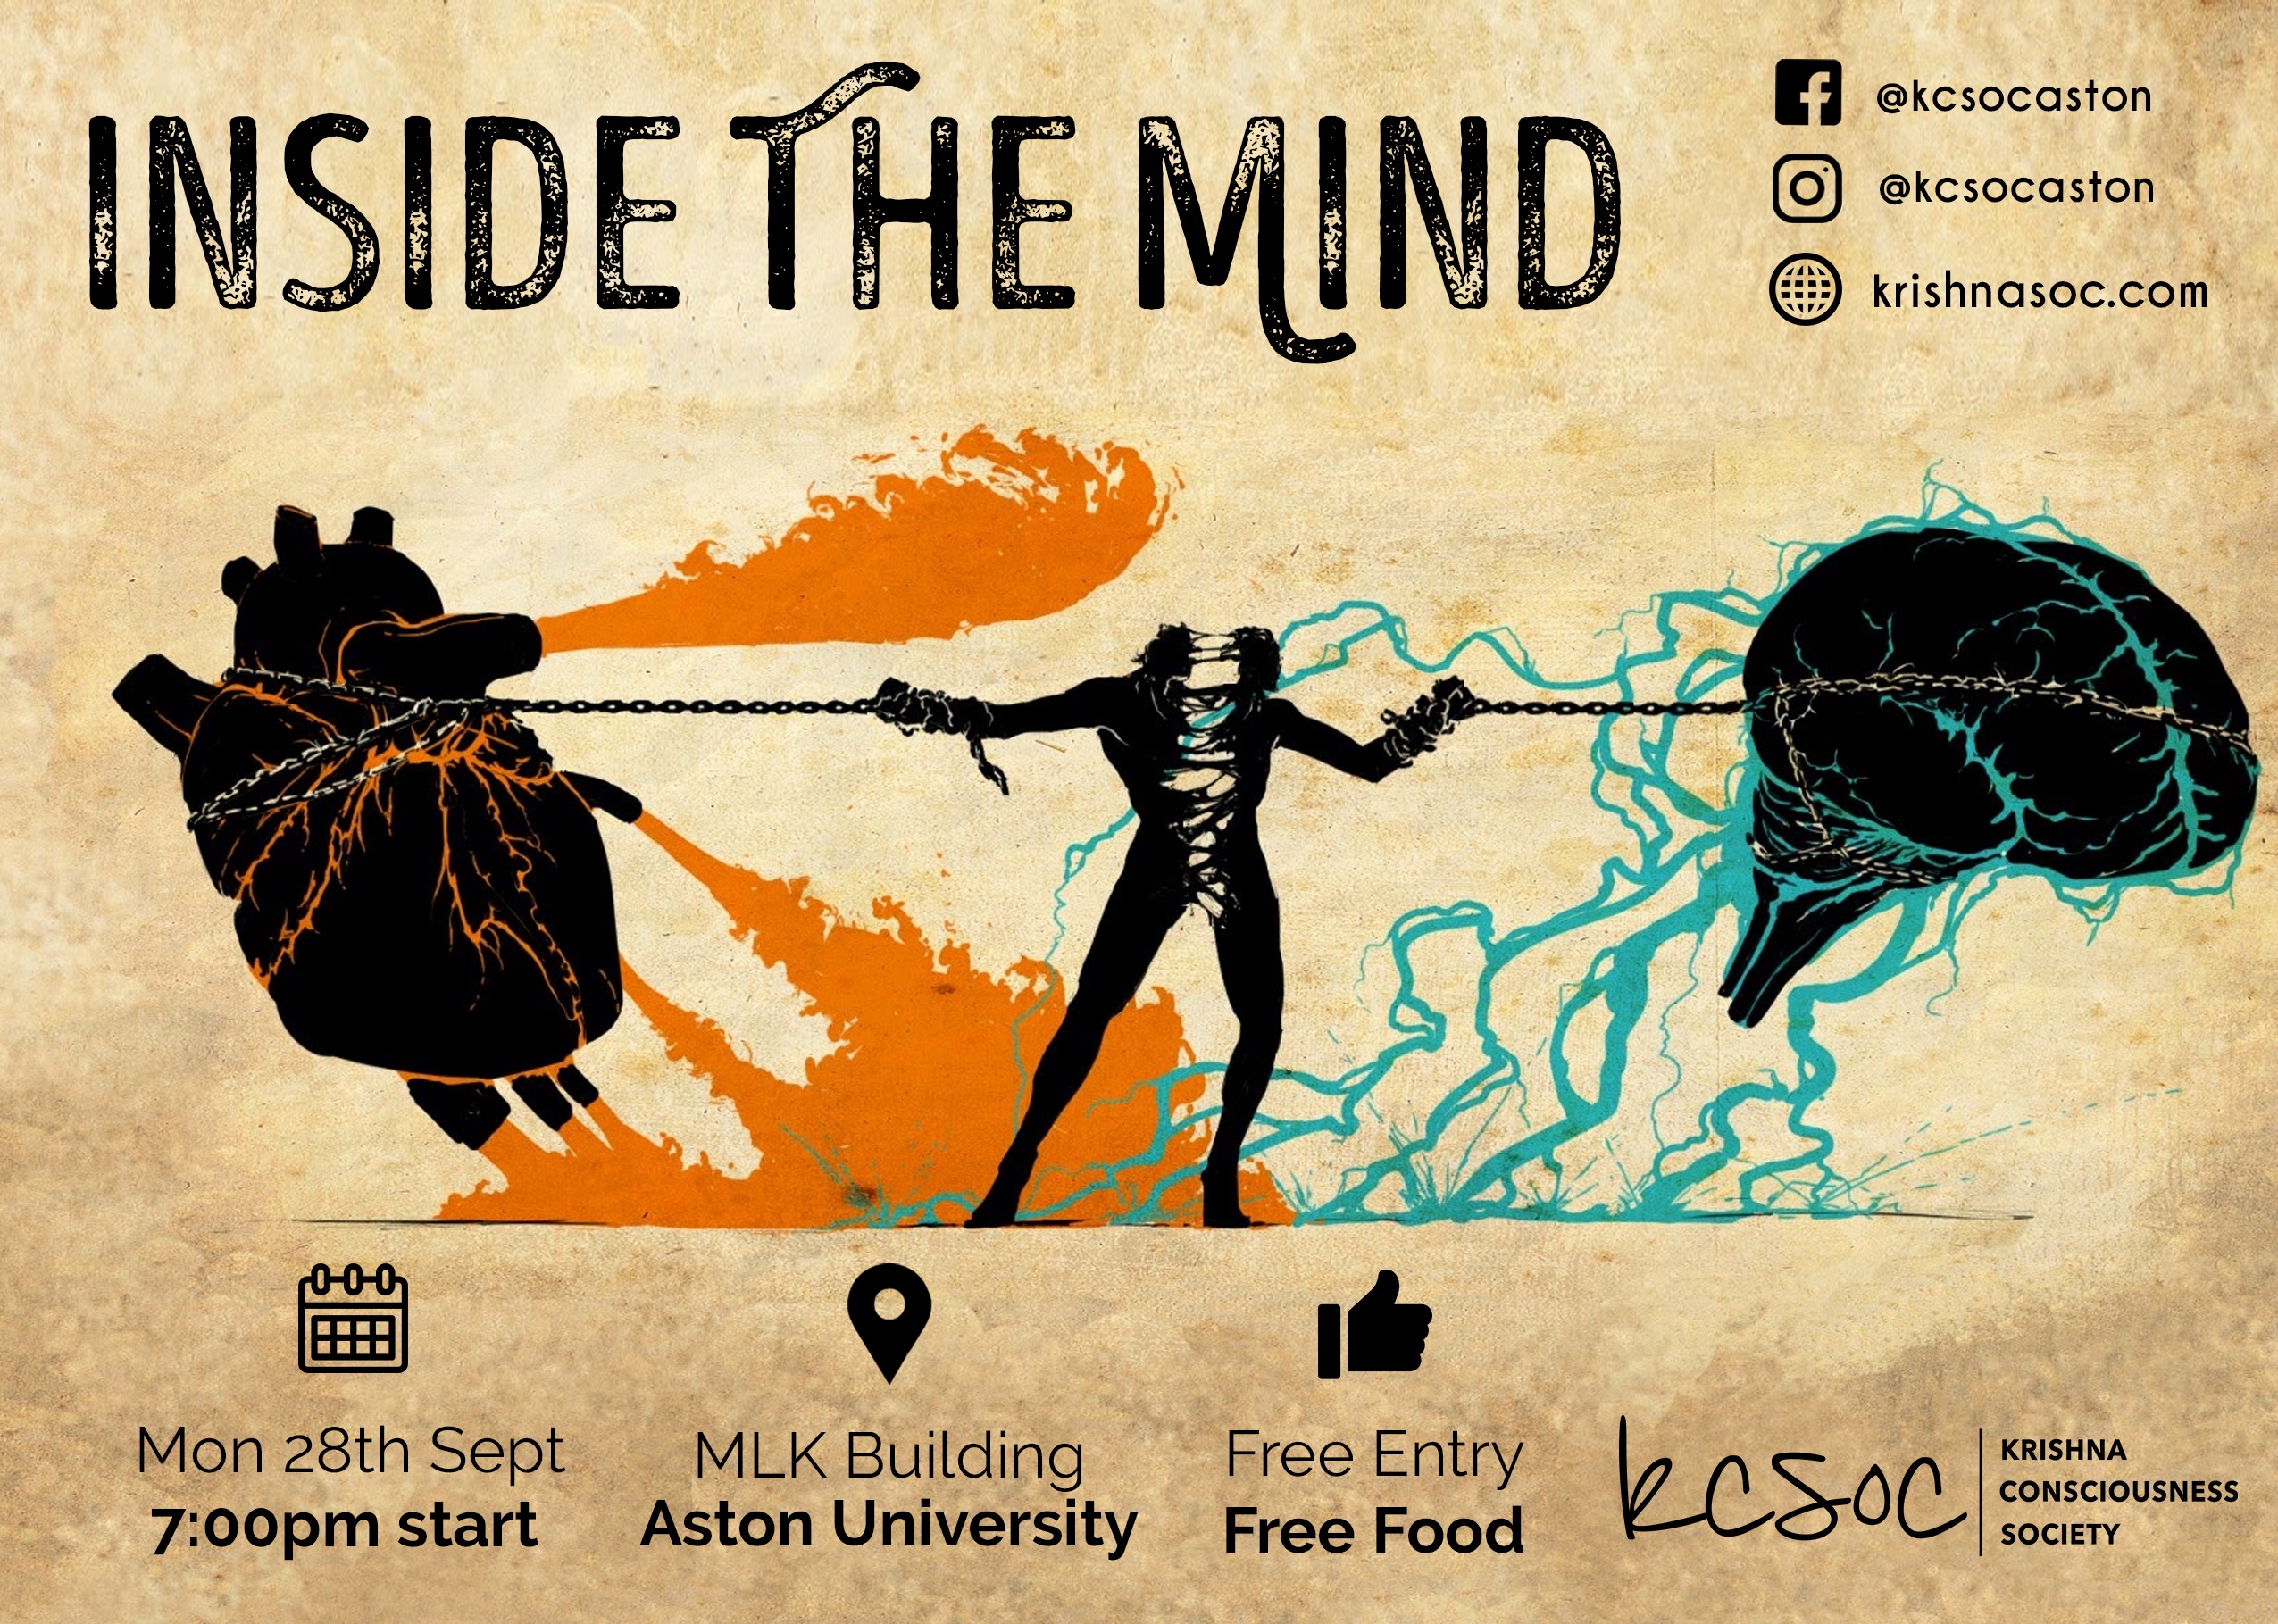 INSIDE THE MIND
@kcsocaston
@kcsocaston
krishnasoc.com
Mon 28th Sept
7:00pm start
MLK Building
Aston University
Free Entry
Free Food
kcsoc
KRISHNA
CONSCIOUSNESS
SOCIETY